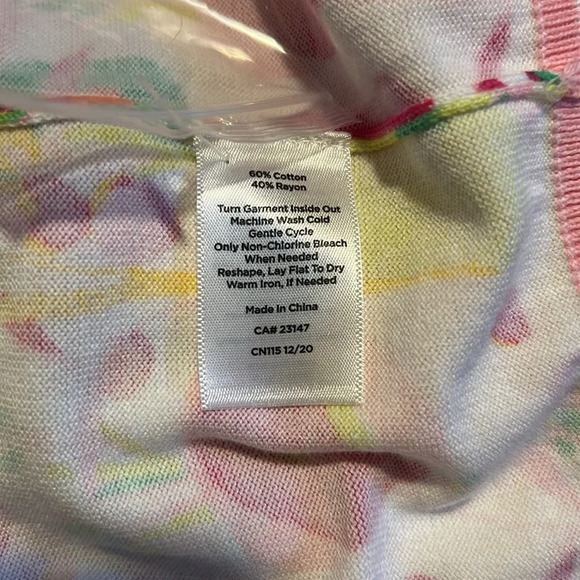 60% Cotton
40% Rayon
Turn Garment Inside Out
Machine Wash Cold
Gentle Cycle
Only Non-Chlorine Bleach
When Needed
Reshape, Lay Flat To Dry
Warm Iron, If Needed
Made in China
CA# 23147
CN115 12/20